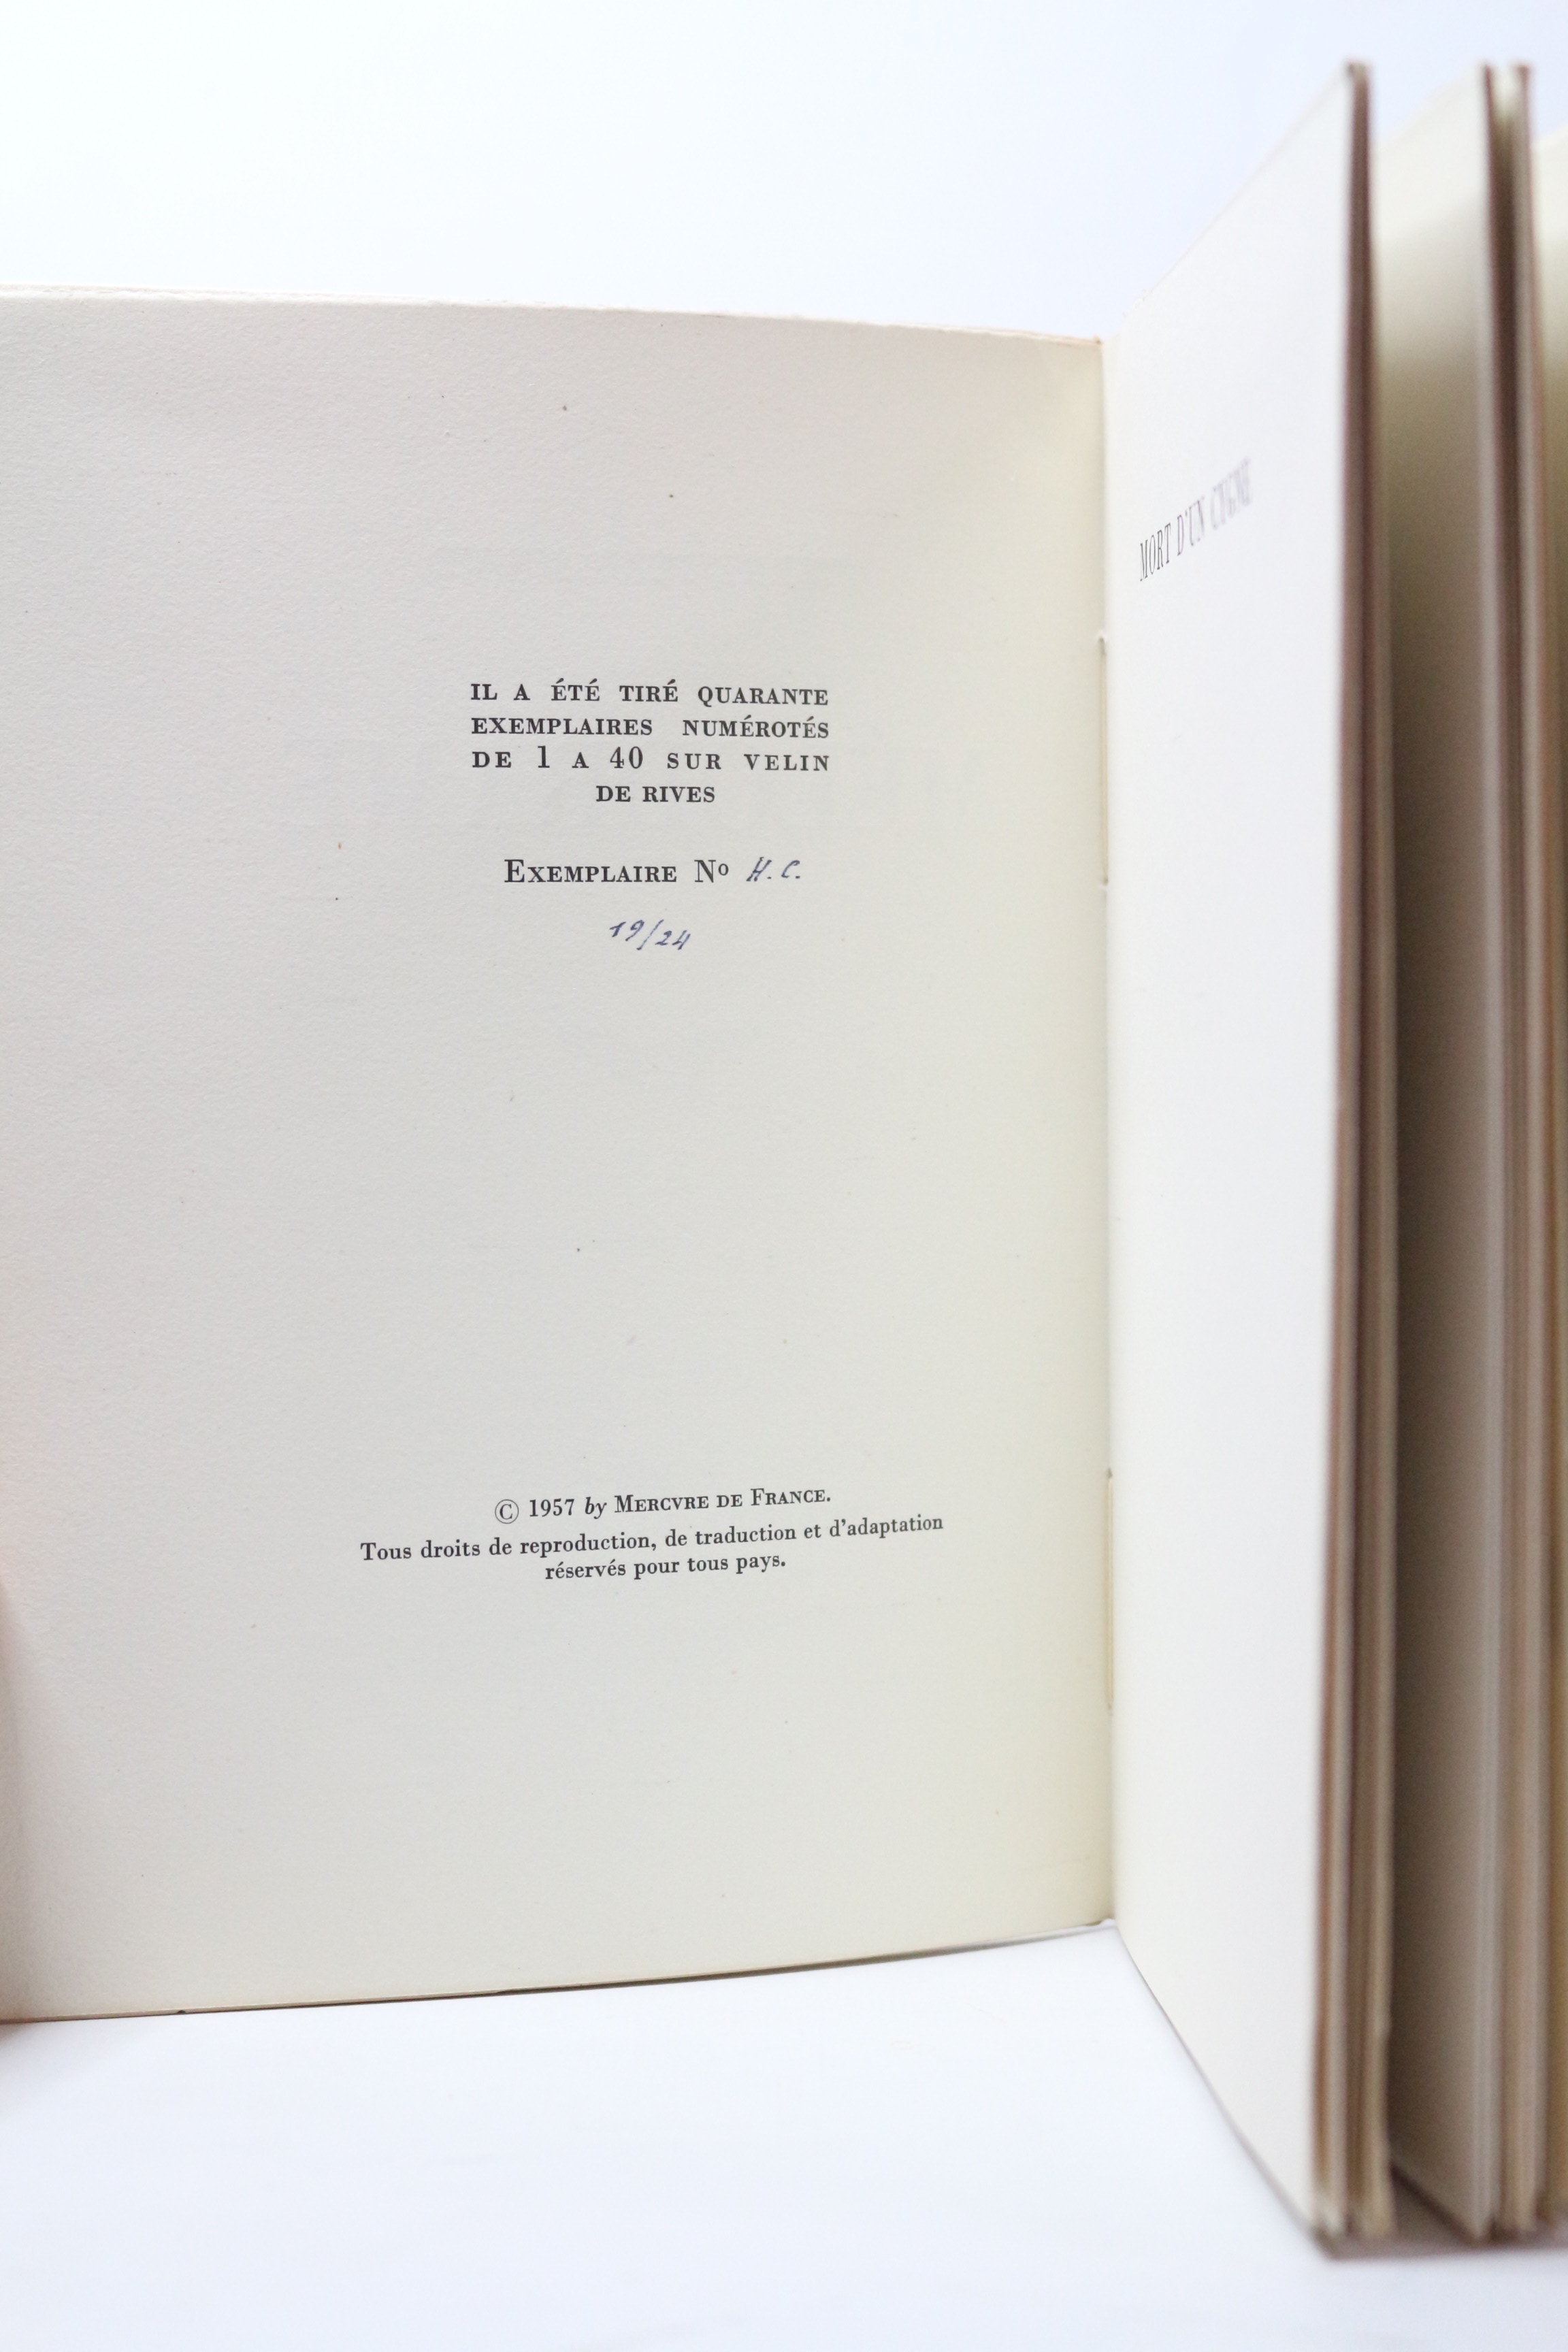 IL A ÉTÉ TIRÉ QUARANTE
EXEMPLAIRES NUMÉROTÉS
DE 1 A 40 SUR VELIN
DE RIVES
EXEMPLAIRE Nº H. C.
19/24
© 1957 by MERCVRE DE FRANCE.
Tous droits de reproduction, de traduction et d'adaptation
réservés pour tous pays.
MORT D'UN CYGNE